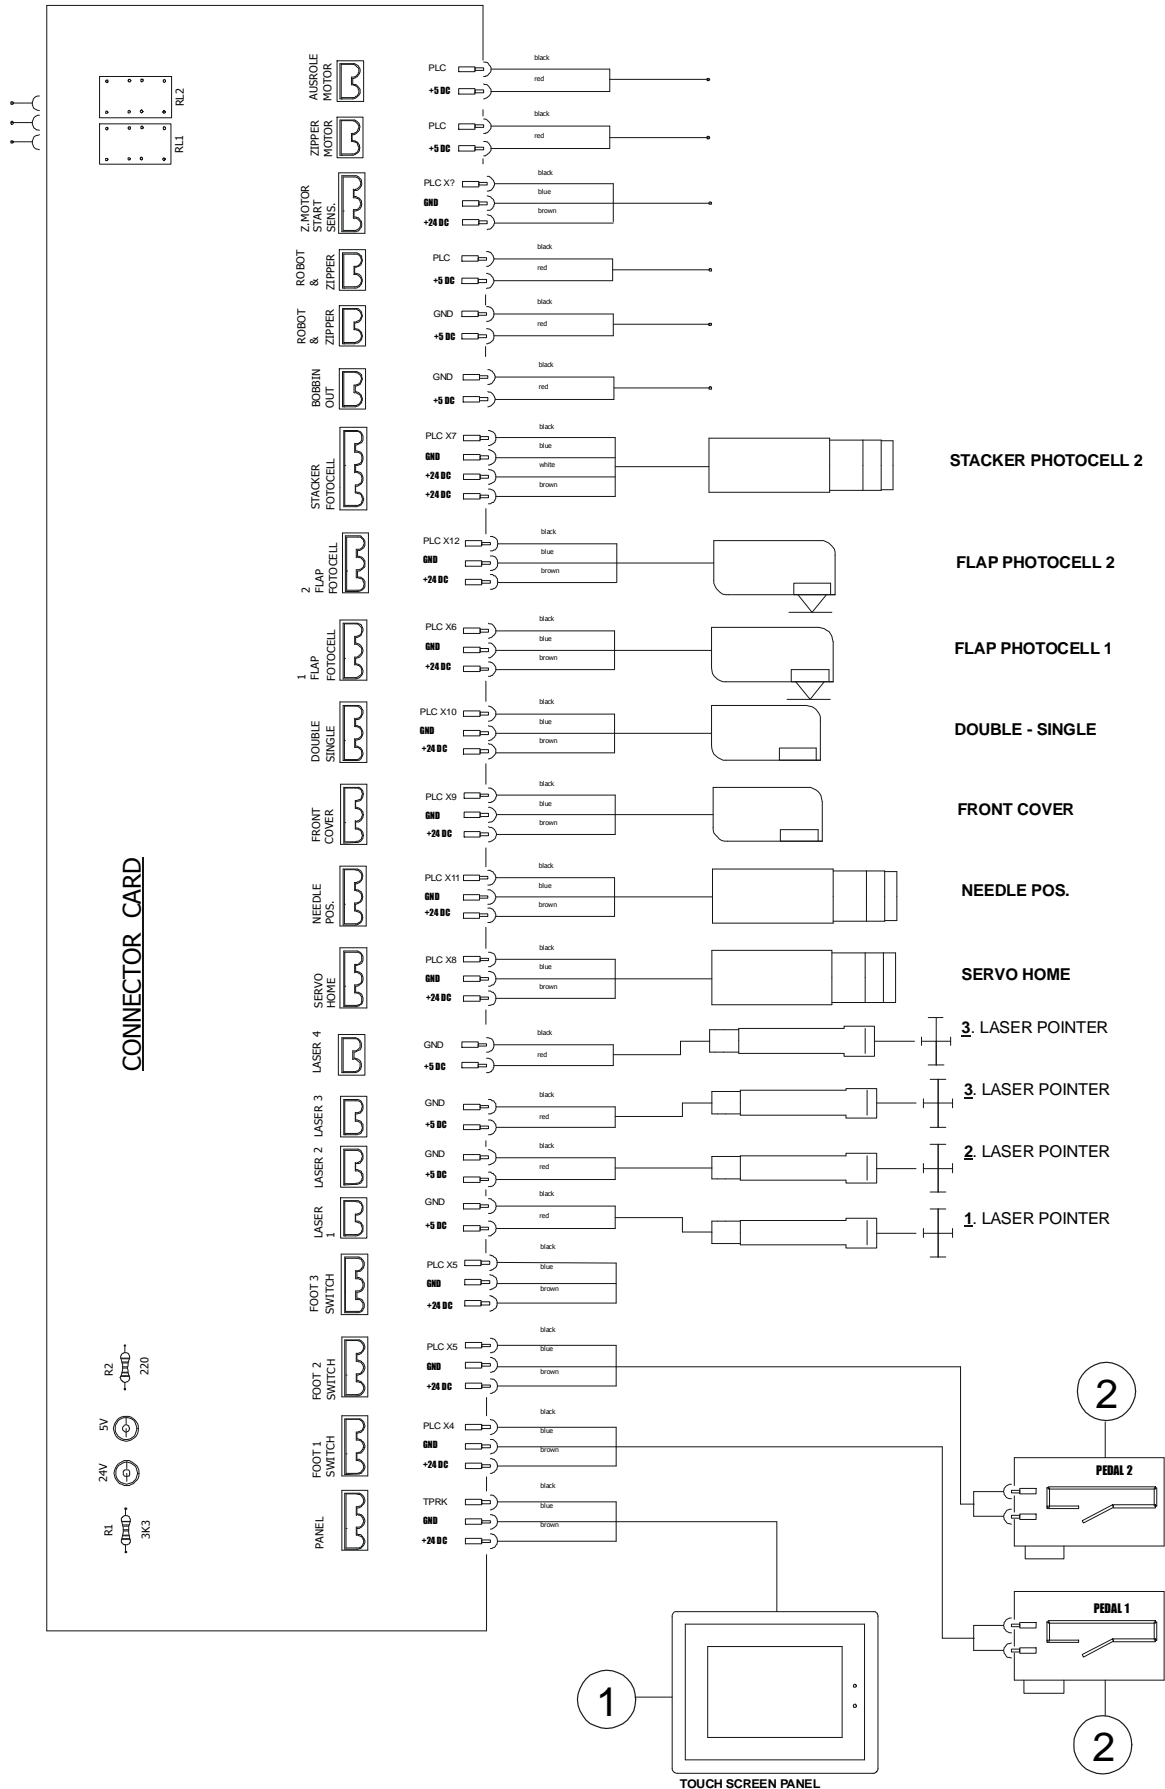 RL2
RL1
AUSROLE
MOTOR
PLC
+5 DC
black
red
ZIPPER
MOTOR
PLC
+5 DC
black
red
Z.MOTOR
START
SENS.
PLC X?
GND
+24 DC
black
blue
brown
ROBOT
&
ZIPPER
PLC
+5 DC
black
red
ROBOT
&
ZIPPER
GND
+5 DC
black
red
BOBBIN
OUT
GND
+5 DC
black
red
STACKER
FOTOCELL
PLC X7
GND
+24 DC
+24 DC
black
blue
white
brown
STACKER PHOTOCELL 2
2
FLAP
FOTOCELL
PLC X12
GND
+24 DC
black
blue
brown
FLAP PHOTOCELL 2
1
FLAP
FOTOCELL
PLC X6
GND
+24 DC
black
blue
brown
FLAP PHOTOCELL 1
DOUBLE
SINGLE
PLC X10
GND
+24 DC
black
blue
brown
DOUBLE - SINGLE
FRONT
COVER
PLC X9
GND
+24 DC
black
blue
brown
FRONT COVER
CONNECTOR CARD
NEEDLE
POS.
PLC X11
GND
+24 DC
black
blue
brown
NEEDLE POS.
SERVO
HOME
PLC X8
GND
+24 DC
black
blue
brown
SERVO HOME
LASER 4
GND
+5 DC
black
red
3. LASER POINTER
LASER 3
GND
+5 DC
black
red
3. LASER POINTER
LASER 2
GND
+5 DC
black
red
2. LASER POINTER
LASER
1
GND
+5 DC
black
red
1. LASER POINTER
FOOT 3
SWITCH
PLC X5
GND
+24 DC
black
blue
brown
R2
220
FOOT 2
SWITCH
PLC X5
GND
+24 DC
black
blue
brown
2
PEDAL 2
5V
24V
FOOT 1
SWITCH
PLC X4
GND
+24 DC
black
blue
brown
R1
3K3
PANEL
TPRK
GND
+24 DC
black
blue
brown
PEDAL 1
2
1
TOUCH SCREEN PANEL